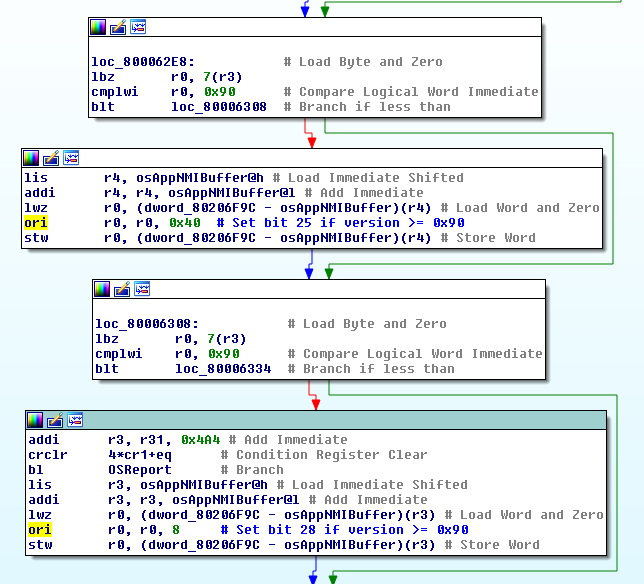 loc_800062E8: # Load Byte and Zero
lbz r0, 7(r3)
cmplwi r0, 0x90 # Compare Logical Word Immediate
blt loc_80006308 # Branch if less than
lis r4, osAppNMIBuffer@h # Load Immediate Shifted
addi r4, r4, osAppNMIBuffer@l # Add Immediate
lwz r0, (dword_80206F9C - osAppNMIBuffer)(r4) # Load Word and Zero
ori r0, r0, 0x40 # Set bit 25 if version >= 0x90
stw r0, (dword_80206F9C - osAppNMIBuffer)(r4) # Store Word
loc_80006308: # Load Byte and Zero
lbz r0, 7(r3)
cmplwi r0, 0x90 # Compare Logical Word Immediate
blt loc_80006334 # Branch if less than
addi r3, r31, 0x4A4 # Add Immediate
crclr 4*cr1+eq # Condition Register Clear
bl OSReport # Branch
lis r3, osAppNMIBuffer@h # Load Immediate Shifted
addi r3, r3, osAppNMIBuffer@l # Add Immediate
lwz r0, (dword_80206F9C - osAppNMIBuffer)(r3) # Load Word and Zero
ori r0, r0, 8 # Set bit 28 if version >= 0x90
stw r0, (dword_80206F9C - osAppNMIBuffer)(r3) # Store Word